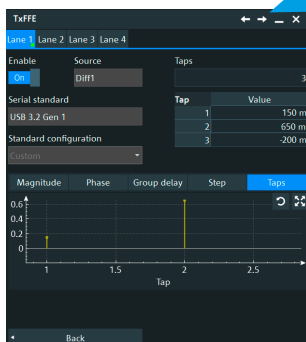 TxFFE
Lane 1 Lane 2 Lane 3 Lane 4
Enable Source Taps
On Diff1 3
Serial standard Tap Value
USB 3.2 Gen 1 1 150 m
2 650 m
Standard configuration 3 -200 m
Custom
Magnitude Phase Group delay Step Taps
0.6
0.4
0.2
0
1 1.5 2 2.5
Tap
Back